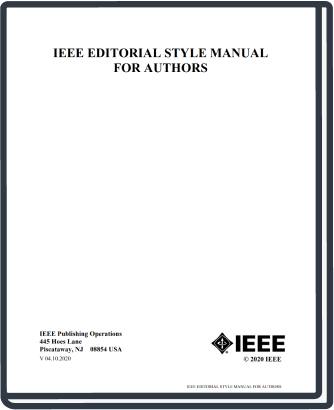 IEEE EDITORIAL STYLE MANUAL
FOR AUTHORS
IEEE Publishing Operations
445 Hoes Lane
Piscataway, NJ 08854 USA
V 04.10.2020
IEEE
© 2020 IEEE
IEEE EDITORIAL STYLE MANUAL FOR AUTHORS